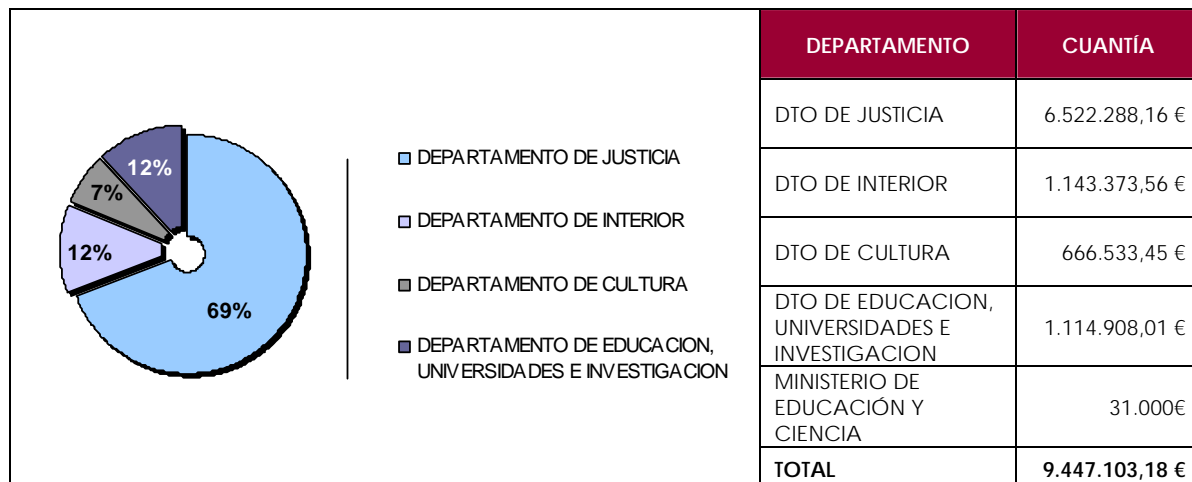 12%
7%
12%
69%
DEPARTAMENTO DE JUSTICIA
DEPARTAMENTO DE INTERIOR
DEPARTAMENTO DE CULTURA
DEPARTAMENTO DE EDUCACION,
UNIVERSIDADES E INVESTIGACION
DEPARTAMENTO CUANTÍA
DTO DE JUSTICIA 6.522.288,16 €
DTO DE INTERIOR 1.143.373,56 €
DTO DE CULTURA 666.533,45 €
DTO DE EDUCACION,
UNIVERSIDADES E 1.114.908,01 €
INVESTIGACION
MINISTERIO DE
EDUCACIÓN Y 31.000€
CIENCIA
TOTAL 9.447.103,18 €